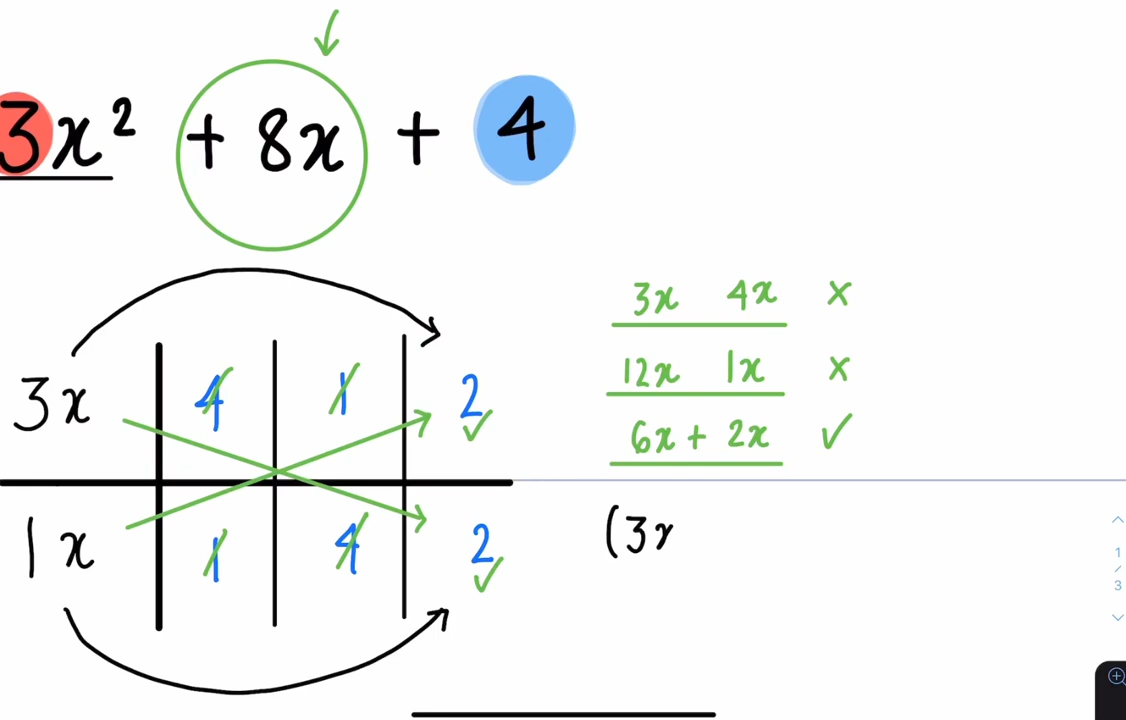 3x² + 8x + 4
3x 4x x
12x 1x x
6x + 2x ✓
3x 4 1 2
1x 1 4 2
(3x
1
/
3